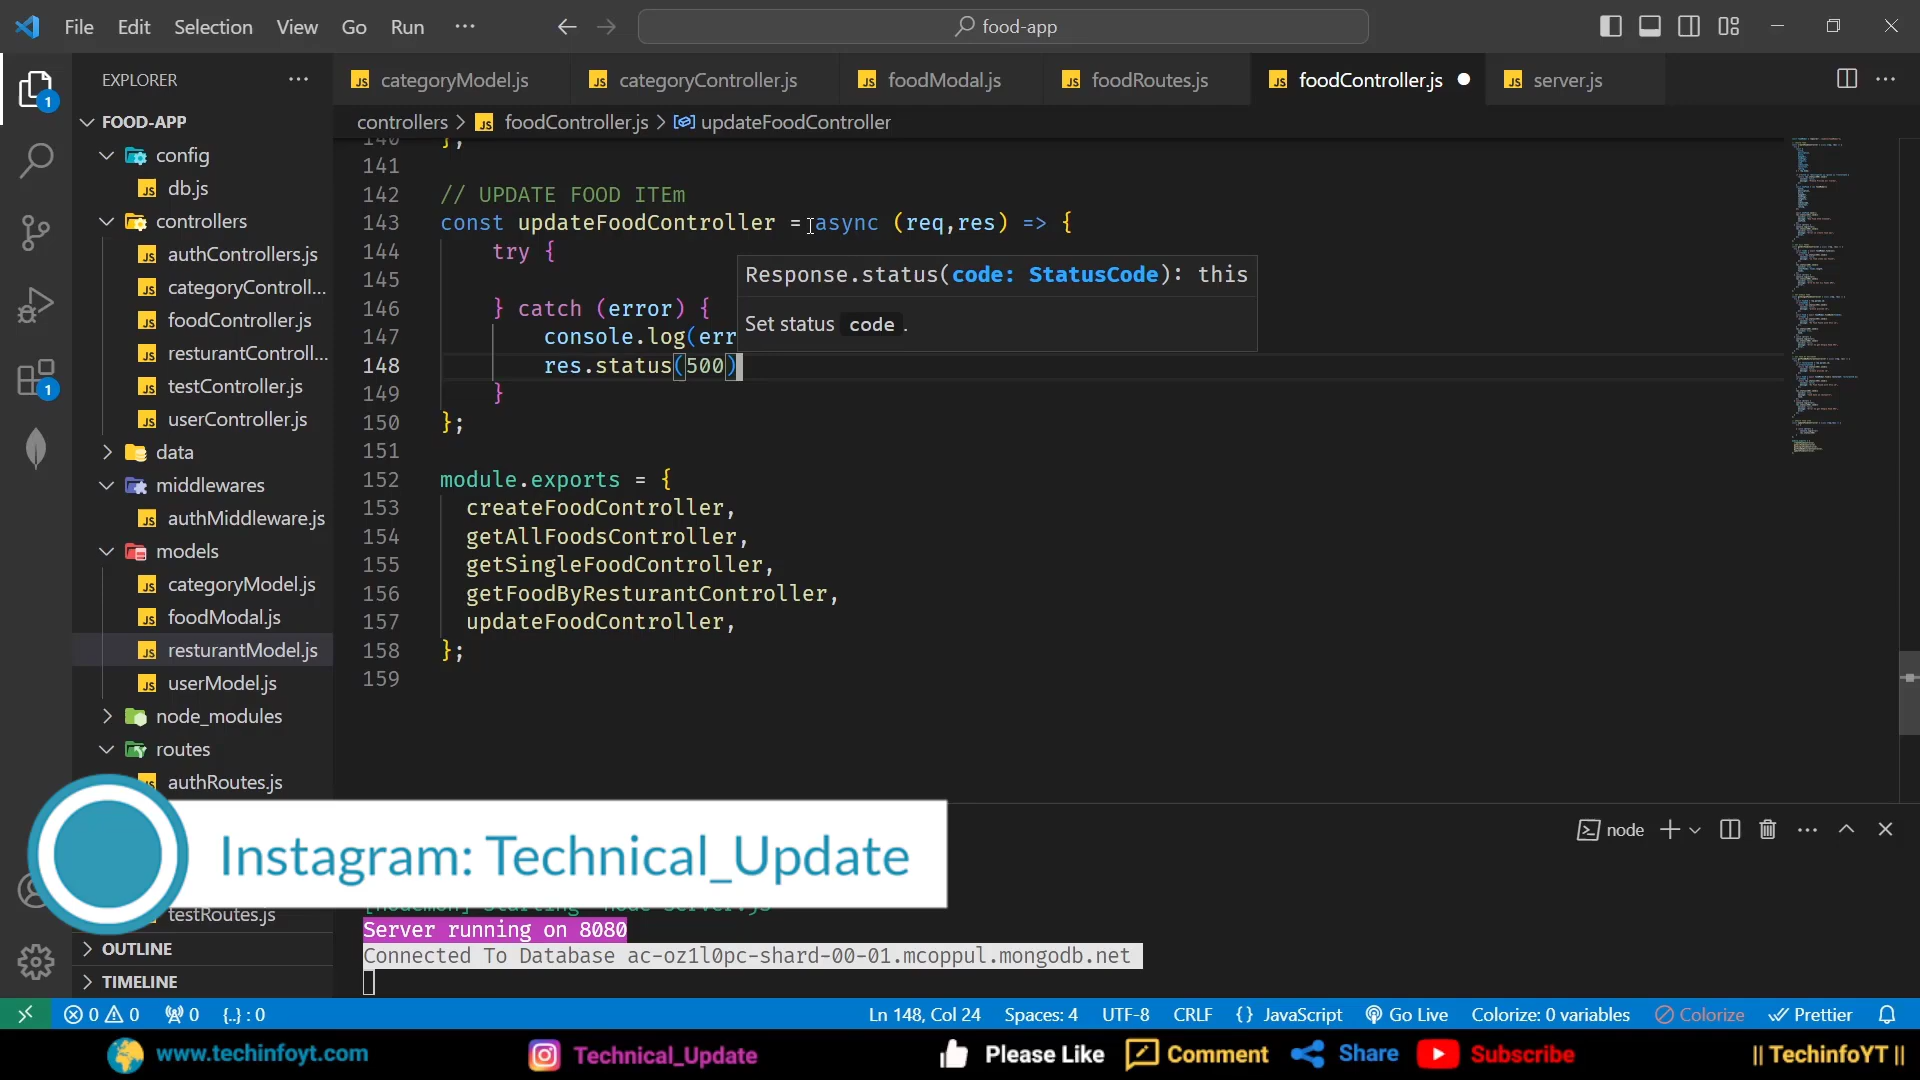 File Edit Selection View Go Run ···
food-app
EXPLORER
categoryModel.js
categoryController.js
foodModal.js
foodRoutes.js
foodController.js
server.js
controllers > foodController.js > updateFoodController
FOOD-APP
config
db.js
controllers
authControllers.js
categoryControll...
foodController.js
resturantControll...
testController.js
userController.js
data
middlewares
authMiddleware.js
models
categoryModel.js
foodModal.js
resturantModel.js
userModel.js
node_modules
routes
authRoutes.js
testRoutes.js
OUTLINE
TIMELINE
1
1
140 };
141
142 // UPDATE FOOD ITEm
143 const updateFoodController = async (req,res) => {
144 try {
145
146 } catch (error) {
147 console.log(err
148 res.status(500)
149 }
150 };
151
152 module.exports = {
153 createFoodController,
154 getAllFoodsController,
155 getSingleFoodController,
156 getFoodByResturantController,
157 updateFoodController,
158 };
159
Response.status(code: StatusCode): this
Set status code.
node
Instagram: Technical_Update
[nodemon] starting `node server.js`
Server running on 8080
Connected To Database ac-oz1l0pc-shard-00-01.mcoppul.mongodb.net
0 0 0 {..} : 0
Ln 148, Col 24 Spaces: 4 UTF-8 CRLF {} JavaScript Go Live Colorize: 0 variables Colorize Prettier
www.techinfoyt.com
Technical_Update
Please Like
Comment
Share
Subscribe
|| TechinfoYT ||